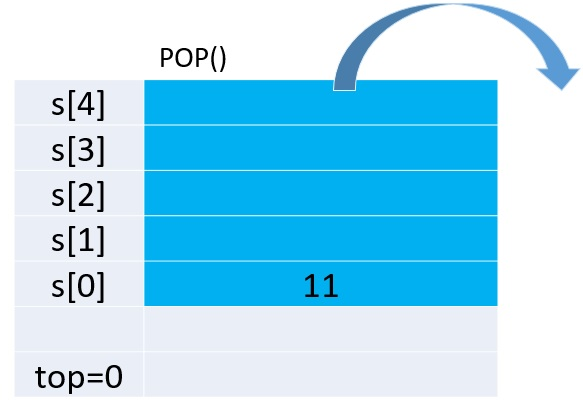 POP()
s[4]
s[3]
s[2]
s[1]
s[0] 11
top=0